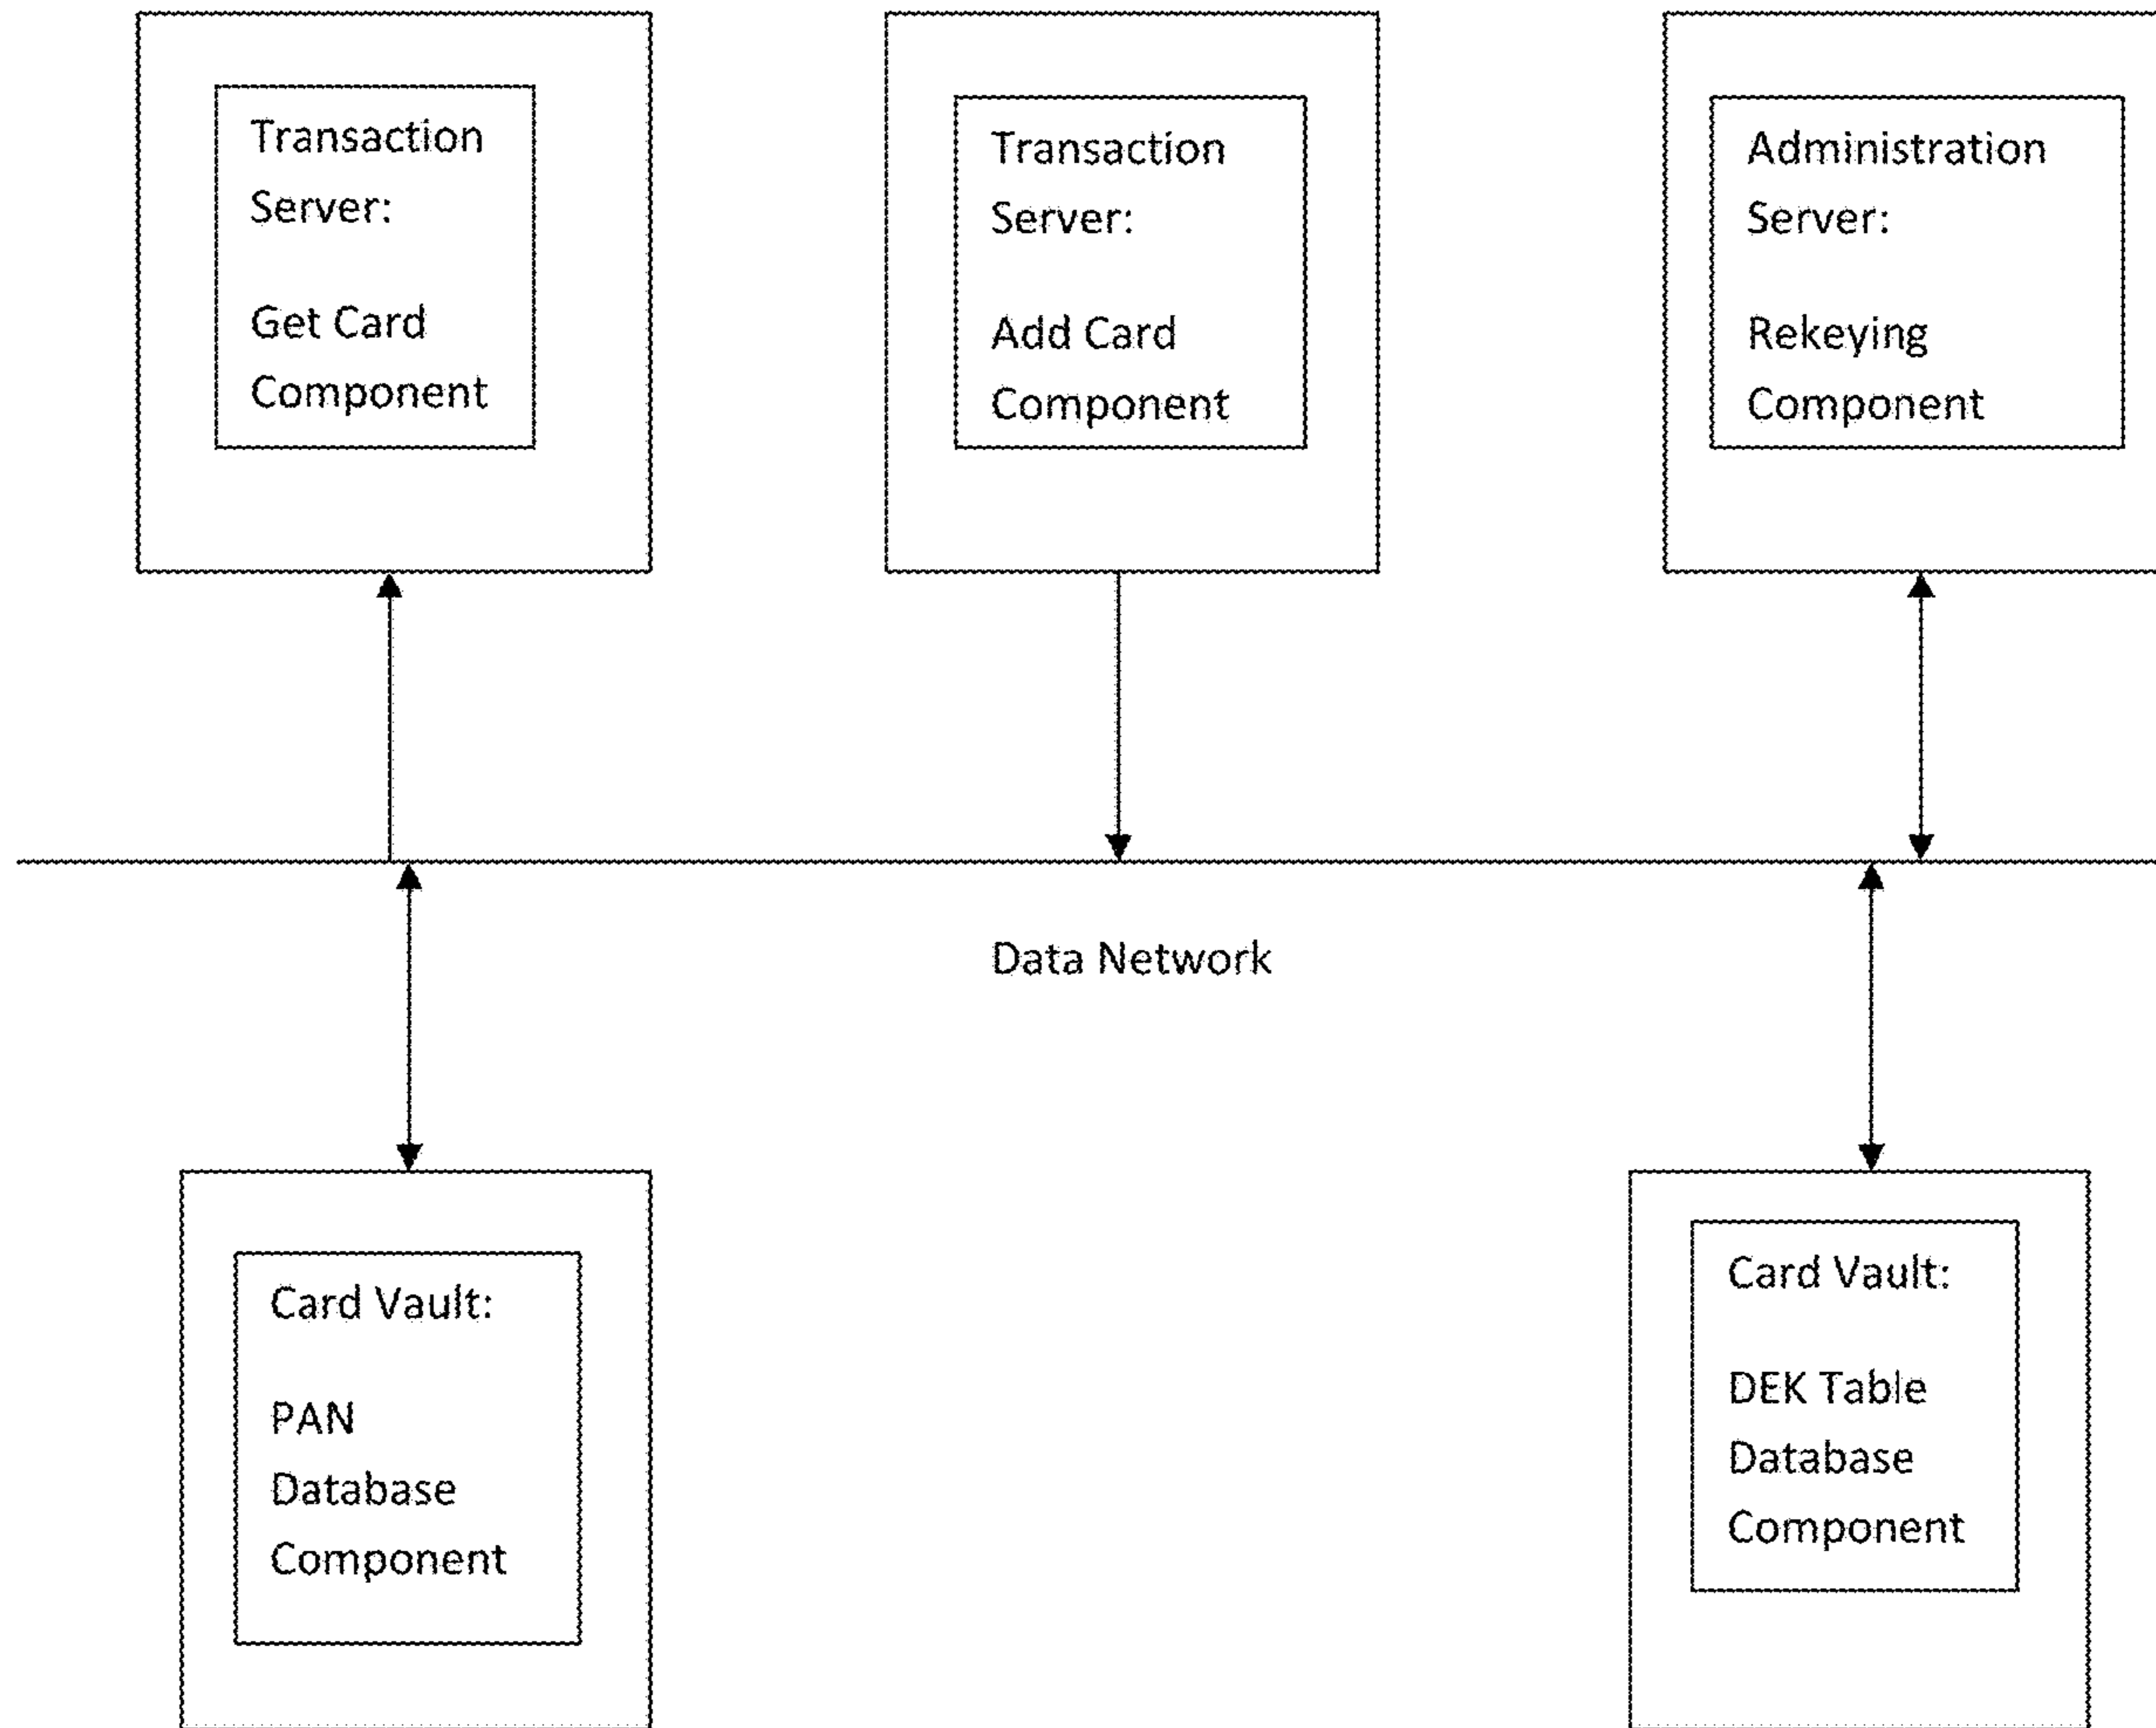 Transaction
Server:
Get Card
Component
Transaction
Server:
Add Card
Component
Administration
Server:
Rekeying
Component
Data Network
Card Vault:
PAN
Database
Component
Card Vault:
DEK Table
Database
Component